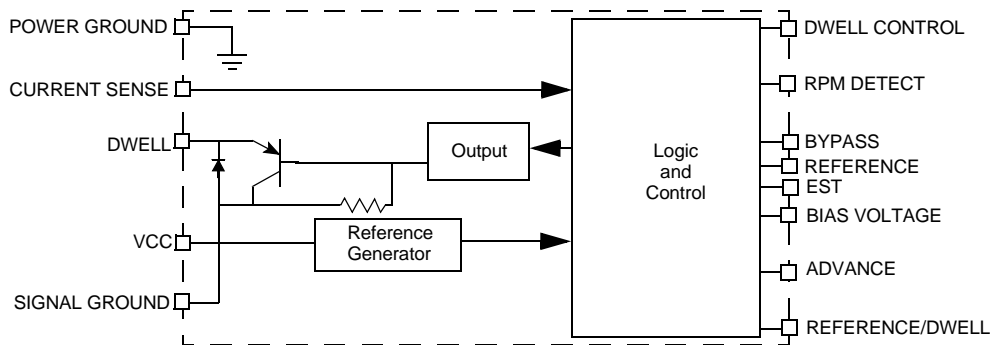 POWER GROUND
CURRENT SENSE
DWELL
VCC
SIGNAL GROUND
Output
Reference
Generator
Logic
and
Control
DWELL CONTROL
RPM DETECT
BYPASS
REFERENCE
EST
BIAS VOLTAGE
ADVANCE
REFERENCE/DWELL